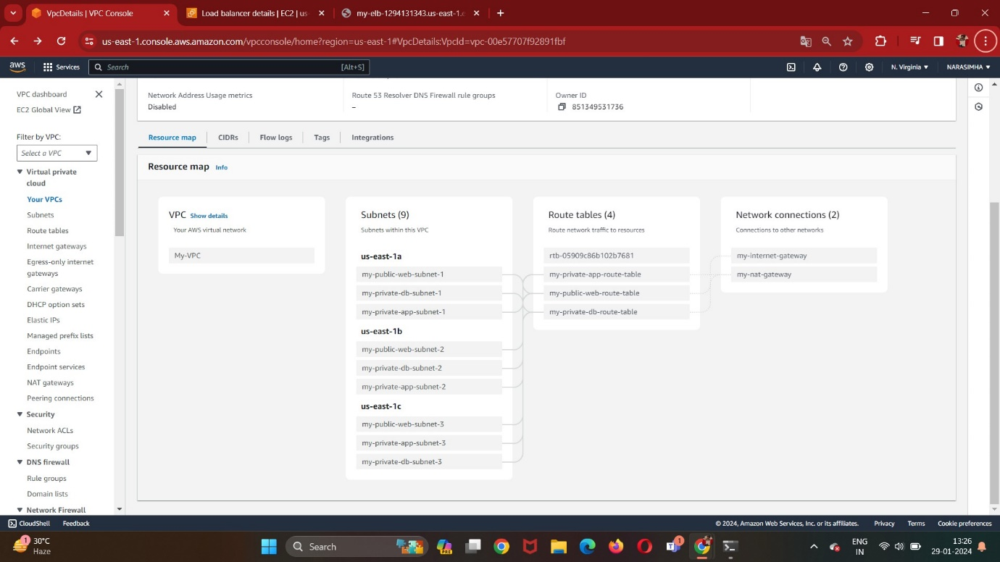 VpcDetails | VPC Console
Load balancer details | EC2 | us-
my-elb-1294131343.us-east-1.e
us-east-1.console.aws.amazon.com/vpcconsole/home?region=us-east-1#VpcDetails:VpcId=vpc-00e57707f92891fbf
aws
Services
Search
[Alt+S]
N. Virginia
NARASIMHA
VPC dashboard
EC2 Global View
Filter by VPC:
Select a VPC
Virtual private
cloud
Your VPCs
Subnets
Route tables
Internet gateways
Egress-only internet
gateways
Carrier gateways
DHCP option sets
Elastic IPs
Managed prefix lists
Endpoints
Endpoint services
NAT gateways
Peering connections
Security
Network ACLs
Security groups
DNS firewall
Rule groups
Domain lists
Network Firewall
Network Address Usage metrics
Disabled
Route 53 Resolver DNS Firewall rule groups
–
Owner ID
851349531736
Resource map
CIDRs
Flow logs
Tags
Integrations
Resource map Info
VPC Show details
Your AWS virtual network
My-VPC
Subnets (9)
Subnets within this VPC
us-east-1a
my-public-web-subnet-1
my-private-db-subnet-1
my-private-app-subnet-1
us-east-1b
my-public-web-subnet-2
my-private-db-subnet-2
my-private-app-subnet-2
us-east-1c
my-public-web-subnet-3
my-private-app-subnet-3
my-private-db-subnet-3
Route tables (4)
Route network traffic to resources
rtb-05909c86b102b7681
my-private-app-route-table
my-public-web-route-table
my-private-db-route-table
Network connections (2)
Connections to other networks
my-internet-gateway
my-nat-gateway
CloudShell
Feedback
© 2024, Amazon Web Services, Inc. or its affiliates.
Privacy
Terms
Cookie preferences
1
30°C
Haze
Search
PRE
1
ENG
IN
13:26
29-01-2024